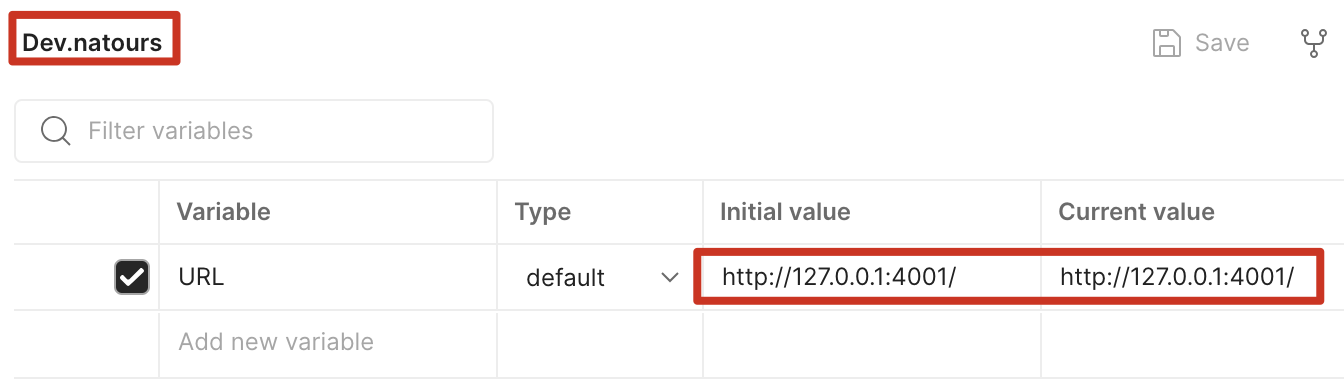 Dev.natours
Save
Filter variables
Variable Type Initial value Current value
URL default http://127.0.0.1:4001/ http://127.0.0.1:4001/
Add new variable